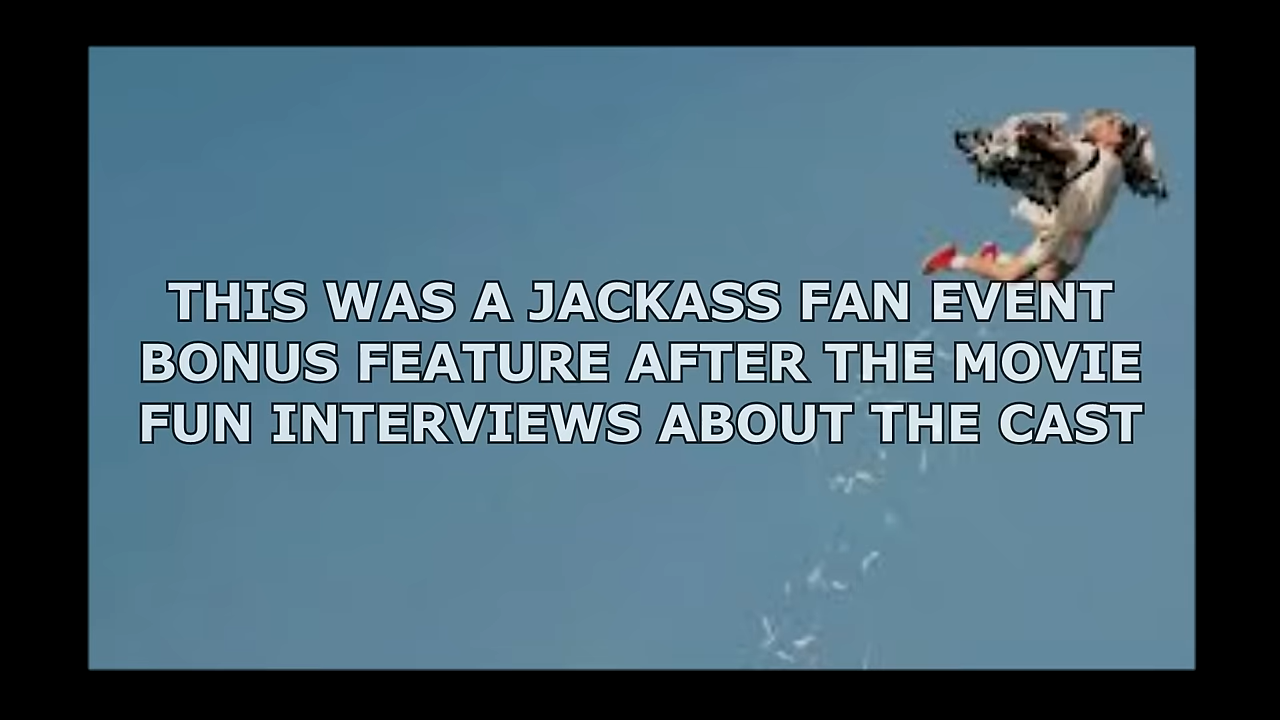 THIS WAS A JACKASS FAN EVENT
BONUS FEATURE AFTER THE MOVIE
FUN INTERVIEWS ABOUT THE CAST